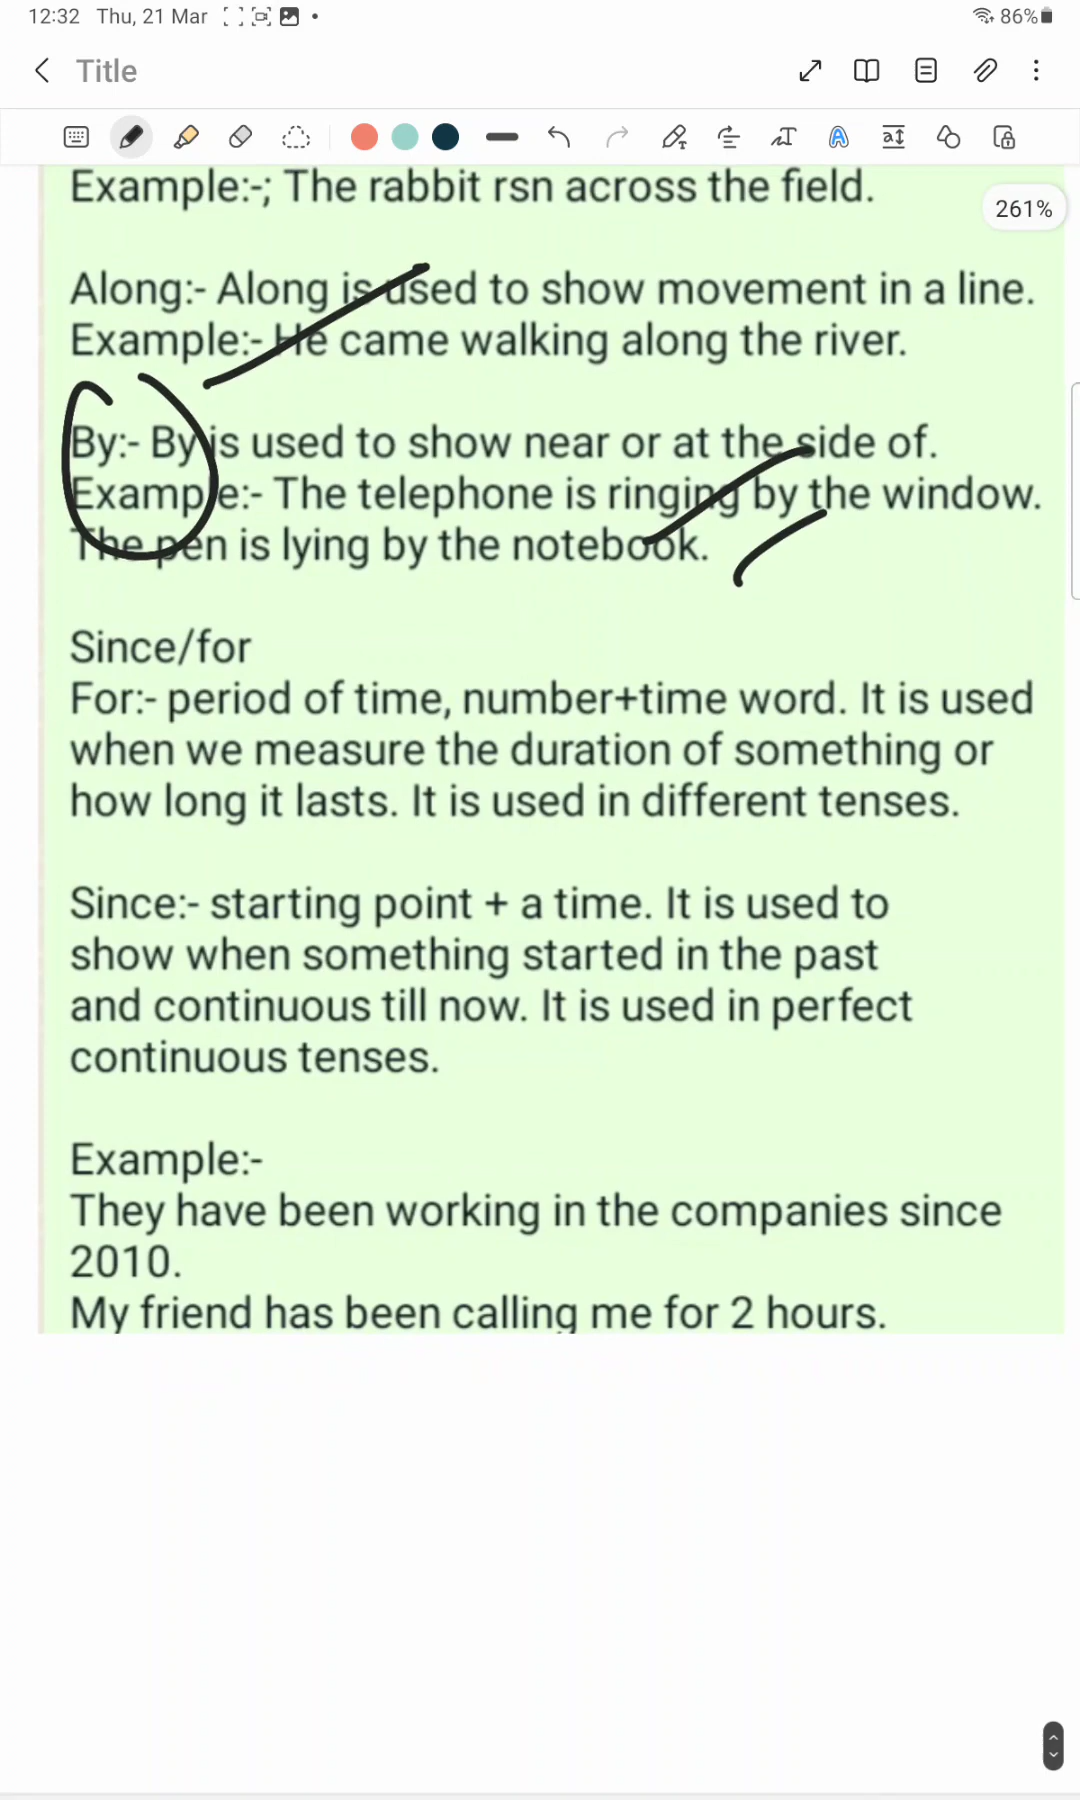 12:32 Thu, 21 Mar 86%
Title
Example:-; The rabbit rsn across the field.
261%
Along:- Along is used to show movement in a line.
Example:- He came walking along the river.
By:- By is used to show near or at the side of.
Example:- The telephone is ringing by the window.
The pen is lying by the notebook.
Since/for
For:- period of time, number+time word. It is used
when we measure the duration of something or
how long it lasts. It is used in different tenses.
Since:- starting point + a time. It is used to
show when something started in the past
and continuous till now. It is used in perfect
continuous tenses.
Example:-
They have been working in the companies since
2010.
My friend has been calling me for 2 hours.